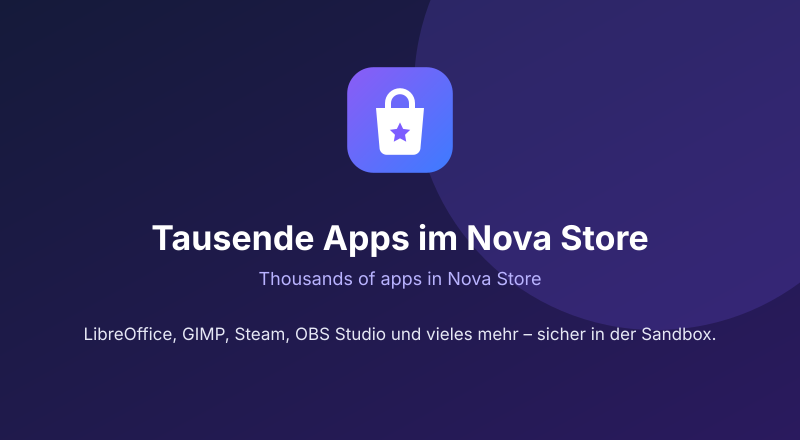 Tausende Apps im Nova Store
Thousands of apps in Nova Store
LibreOffice, GIMP, Steam, OBS Studio und vieles mehr – sicher in der Sandbox.